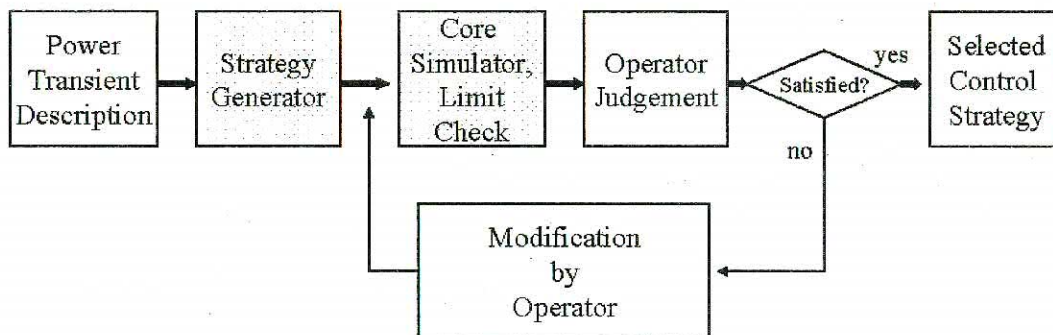 Power
Transient
Description
Strategy
Generator
Core
Simulator,
Limit
Check
Operator
Judgement
Satisfied?
yes
no
Selected
Control
Strategy
Modification
by
Operator